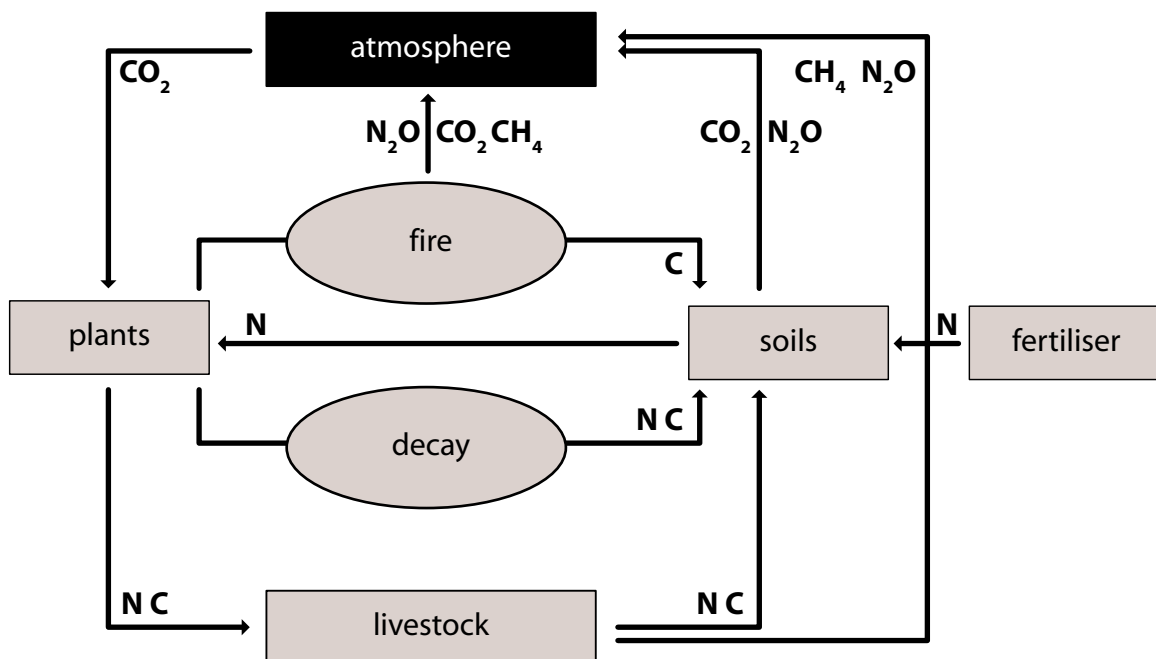 atmosphere
CO₂
CH₄ N₂O
N₂O CO₂ CH₄
CO₂ N₂O
fire
C
plants
N
soils
N
fertiliser
decay
N C
N C
livestock
N C